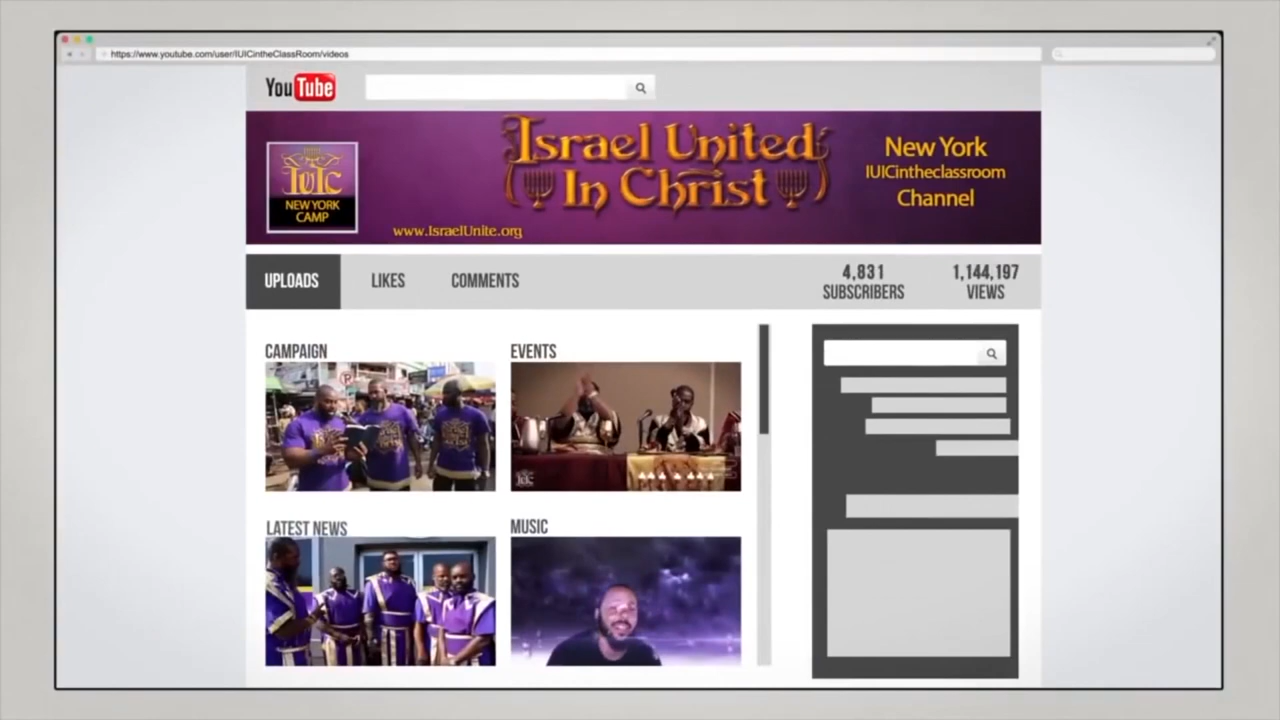 https://www.youtube.com/user/IUICintheClassRoom/videos
YouTube
Israel United
In Christ
IUIC
NEW YORK
CAMP
www.IsraelUnite.org
New York
IUICintheclassroom
Channel
UPLOADS
LIKES
COMMENTS
4,831
SUBSCRIBERS
1,144,197
VIEWS
CAMPAIGN
EVENTS
IUIC
LATEST NEWS
MUSIC